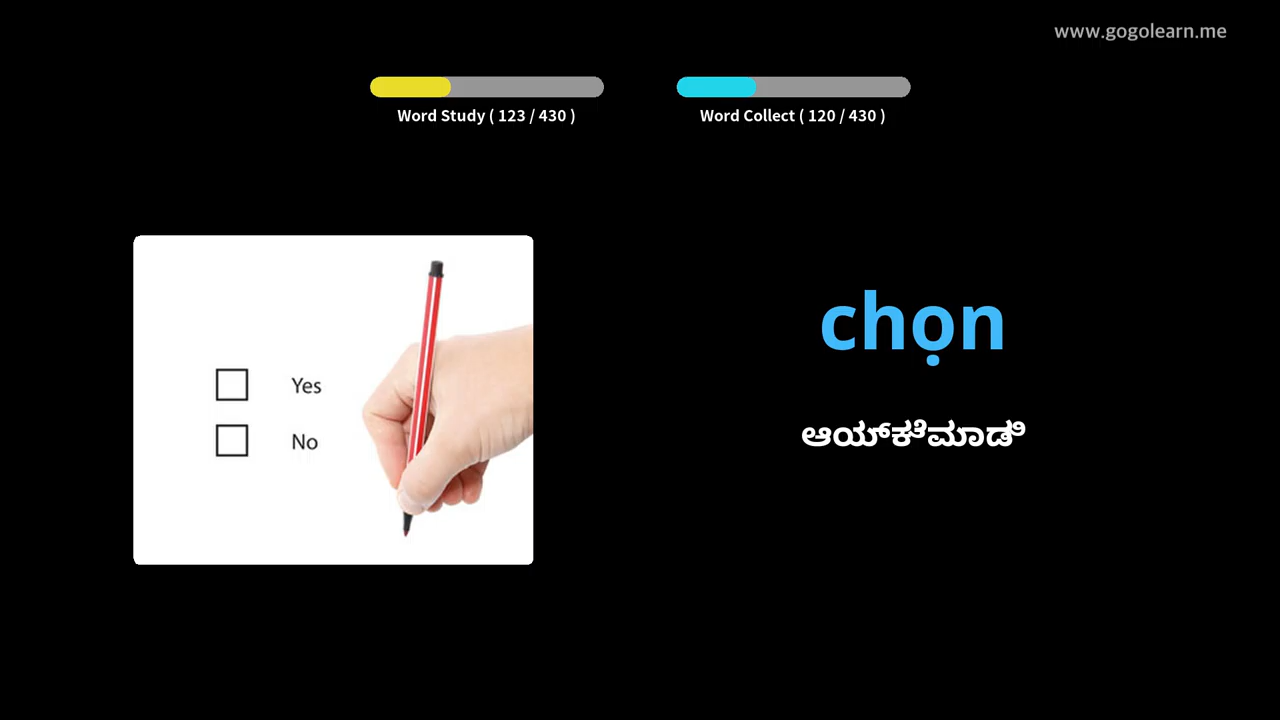 www.gogolearn.me
Word Study ( 123 / 430 )
Word Collect ( 120 / 430 )
Yes
No
chọn
ಆಯ್ಕೆಮಾಡಿ